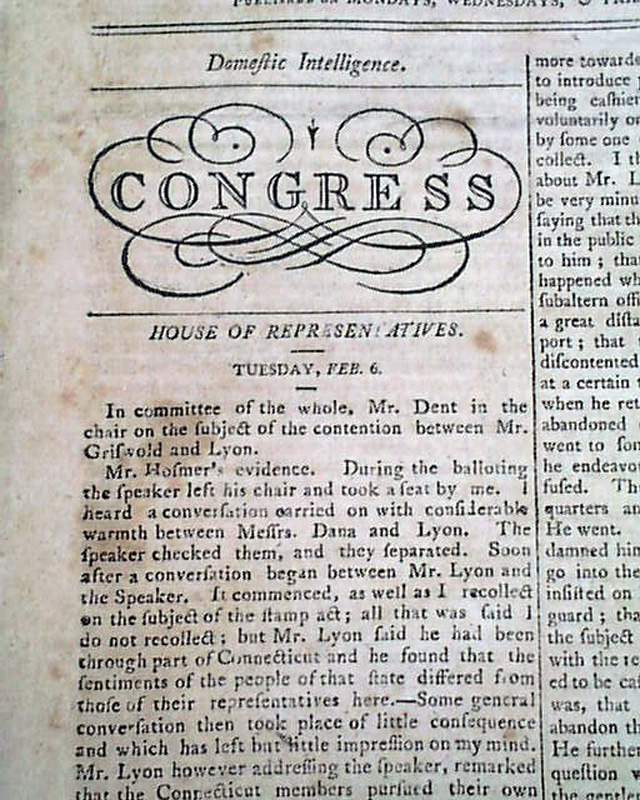 PUBLISHED ON MONDAYS, WEDNESDAYS, &
Domeſtic Intelligence.
CONGRESS
HOUSE OF REPRESENTATIVES.
TUESDAY, FEB. 6.
In committee of the whole, Mr. Dent in the
chair on the ſubject of the contention between Mr.
Griſwold and Lyon.
Mr. Hoſmer's evidence. During the balloting
the ſpeaker left his chair and took a ſeat by me. I
heard a converſation carried on with conſiderable
warmth between Meſſrs. Dana and Lyon. The
ſpeaker checked them, and they ſeparated. Soon
after a converſation began between Mr. Lyon and
the Speaker. It commenced, as well as I recollect
on the ſubject of the ſtamp act; all that was ſaid I
do not recollect; but Mr. Lyon ſaid he had been
through part of Connecticut and he found that the
ſentiments of the people of that ſtate differed from
thoſe of their repreſentatives here.—Some general
converſation then took place of little conſequence
and which has left but little impreſſion on my mind.
Mr. Lyon however addreſſing the ſpeaker, remarked
that the Connecticut members purſued their own
more towards
to introduce
being caſhier
voluntarily or
by ſome one
collect. I th
about Mr. L
be very minu
ſaying that th
in the public
to him; that
happened wh
ſubaltern offi
a great diſta
port; that
diſcontented
at a certain t
when he ret
abandoned
went to ſom
he endeavo
fuſed. Th
quarters an
He went.
damned him
go into the
inſiſted on
guard; tha
the ſubject
with the re
ed to be caſ
was, that
abandon th
He further
queſtion w
the gentle